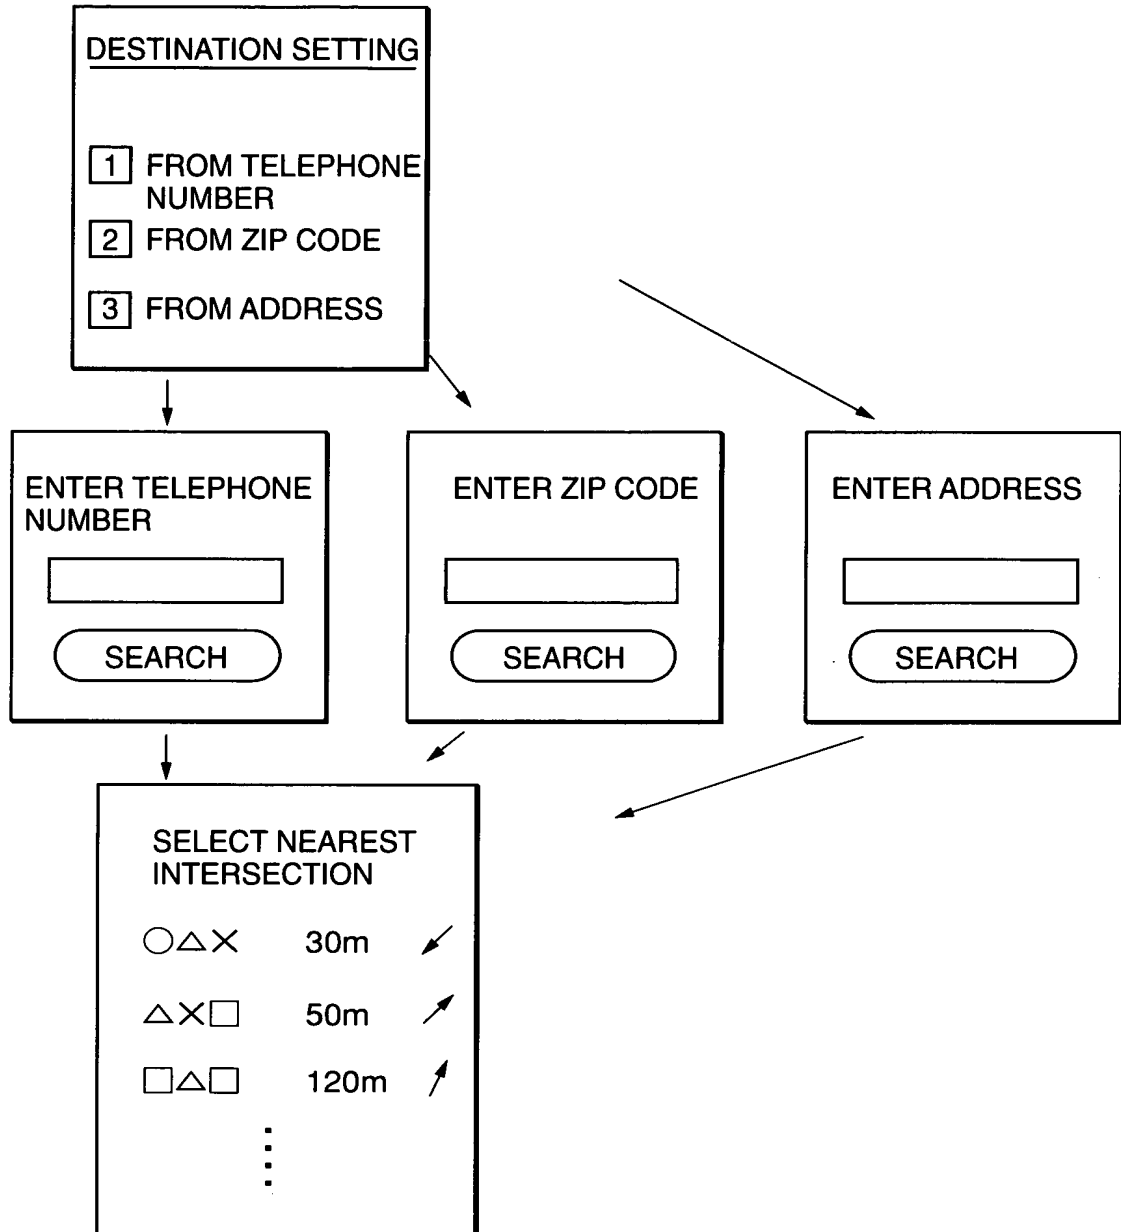 DESTINATION SETTING
1 FROM TELEPHONE
NUMBER
2 FROM ZIP CODE
3 FROM ADDRESS
ENTER TELEPHONE
NUMBER
SEARCH
ENTER ZIP CODE
SEARCH
ENTER ADDRESS
SEARCH
SELECT NEAREST
INTERSECTION
○△× 30m ↙
△×□ 50m ↗
□△□ 120m ↗